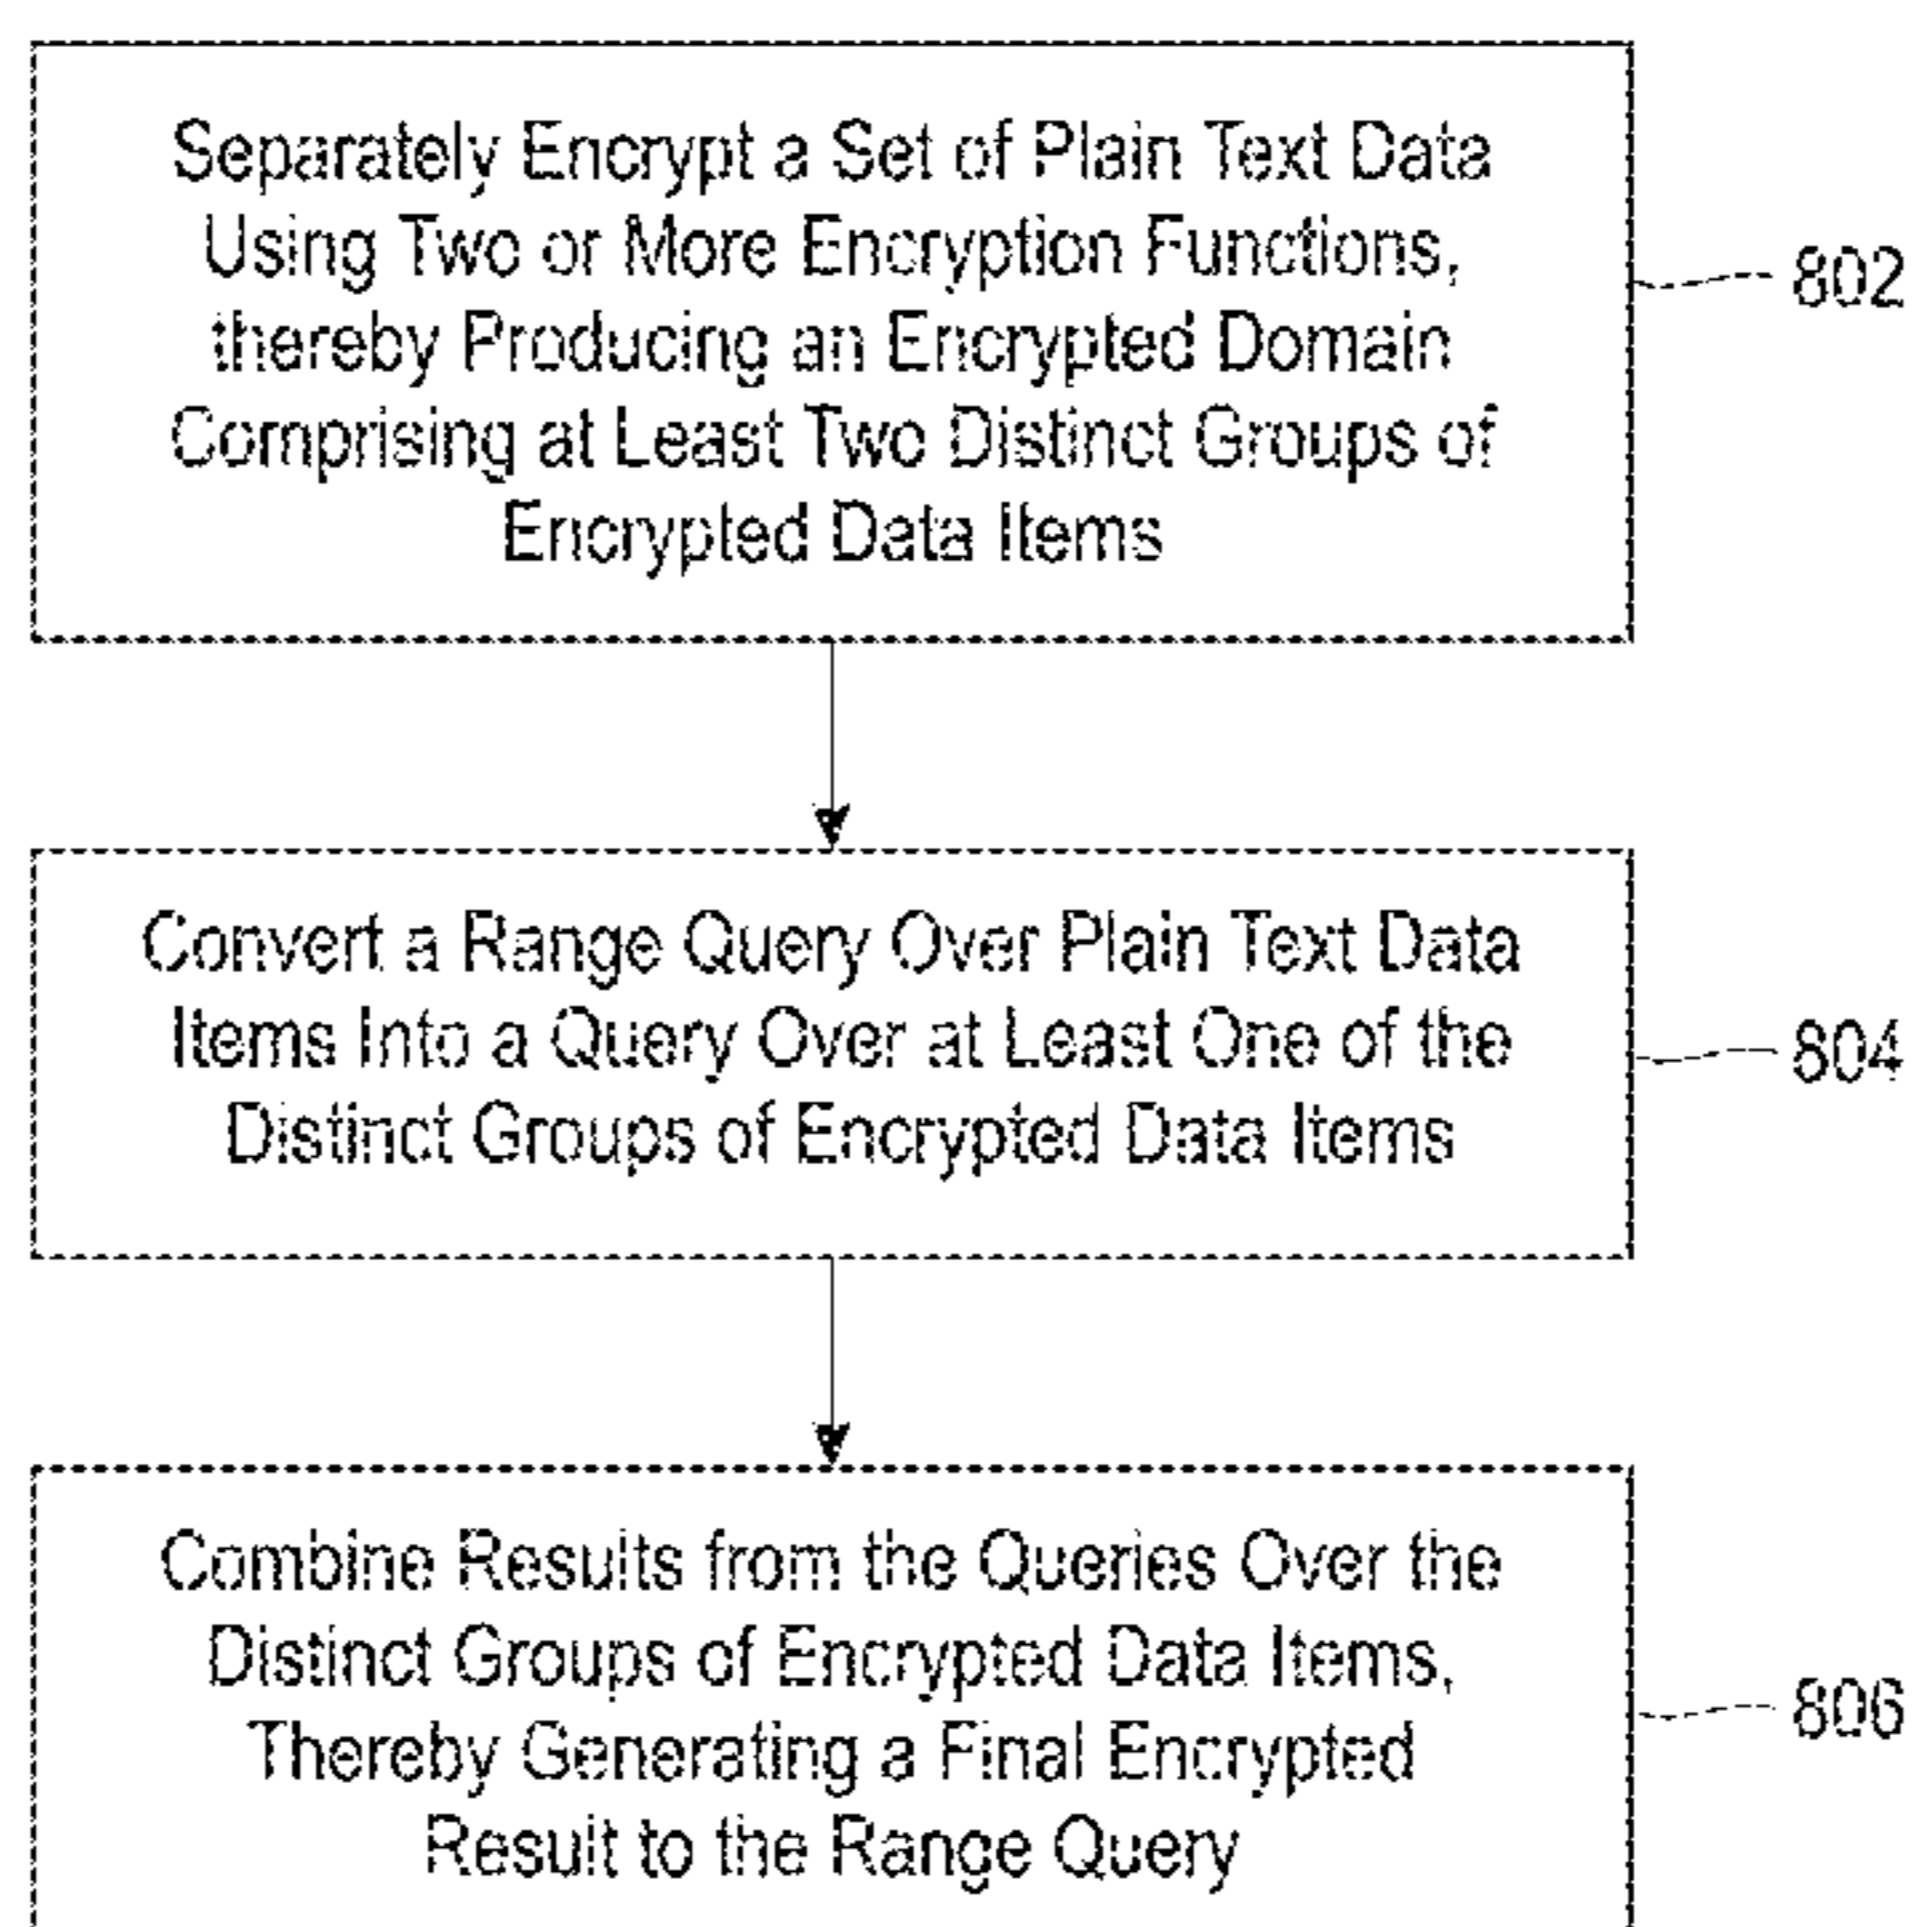 Separately Encrypt a Set of Plain Text Data
Using Two or More Encryption Functions,
thereby Producing an Encrypted Domain
Comprising at Least Two Distinct Groups of
Encrypted Data Items
802
Convert a Range Query Over Plain Text Data
Items Into a Query Over at Least One of the
Distinct Groups of Encrypted Data Items
804
Combine Results from the Queries Over the
Distinct Groups of Encrypted Data Items,
Thereby Generating a Final Encrypted
Result to the Range Query
806